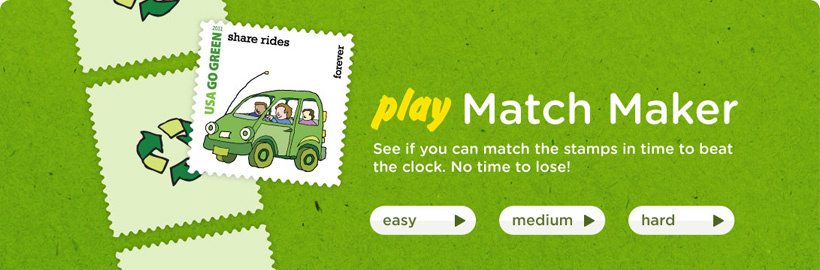 2011
USA GO GREEN
share rides
forever
play Match Maker
See if you can match the stamps in time to beat
the clock. No time to lose!
easy
medium
hard